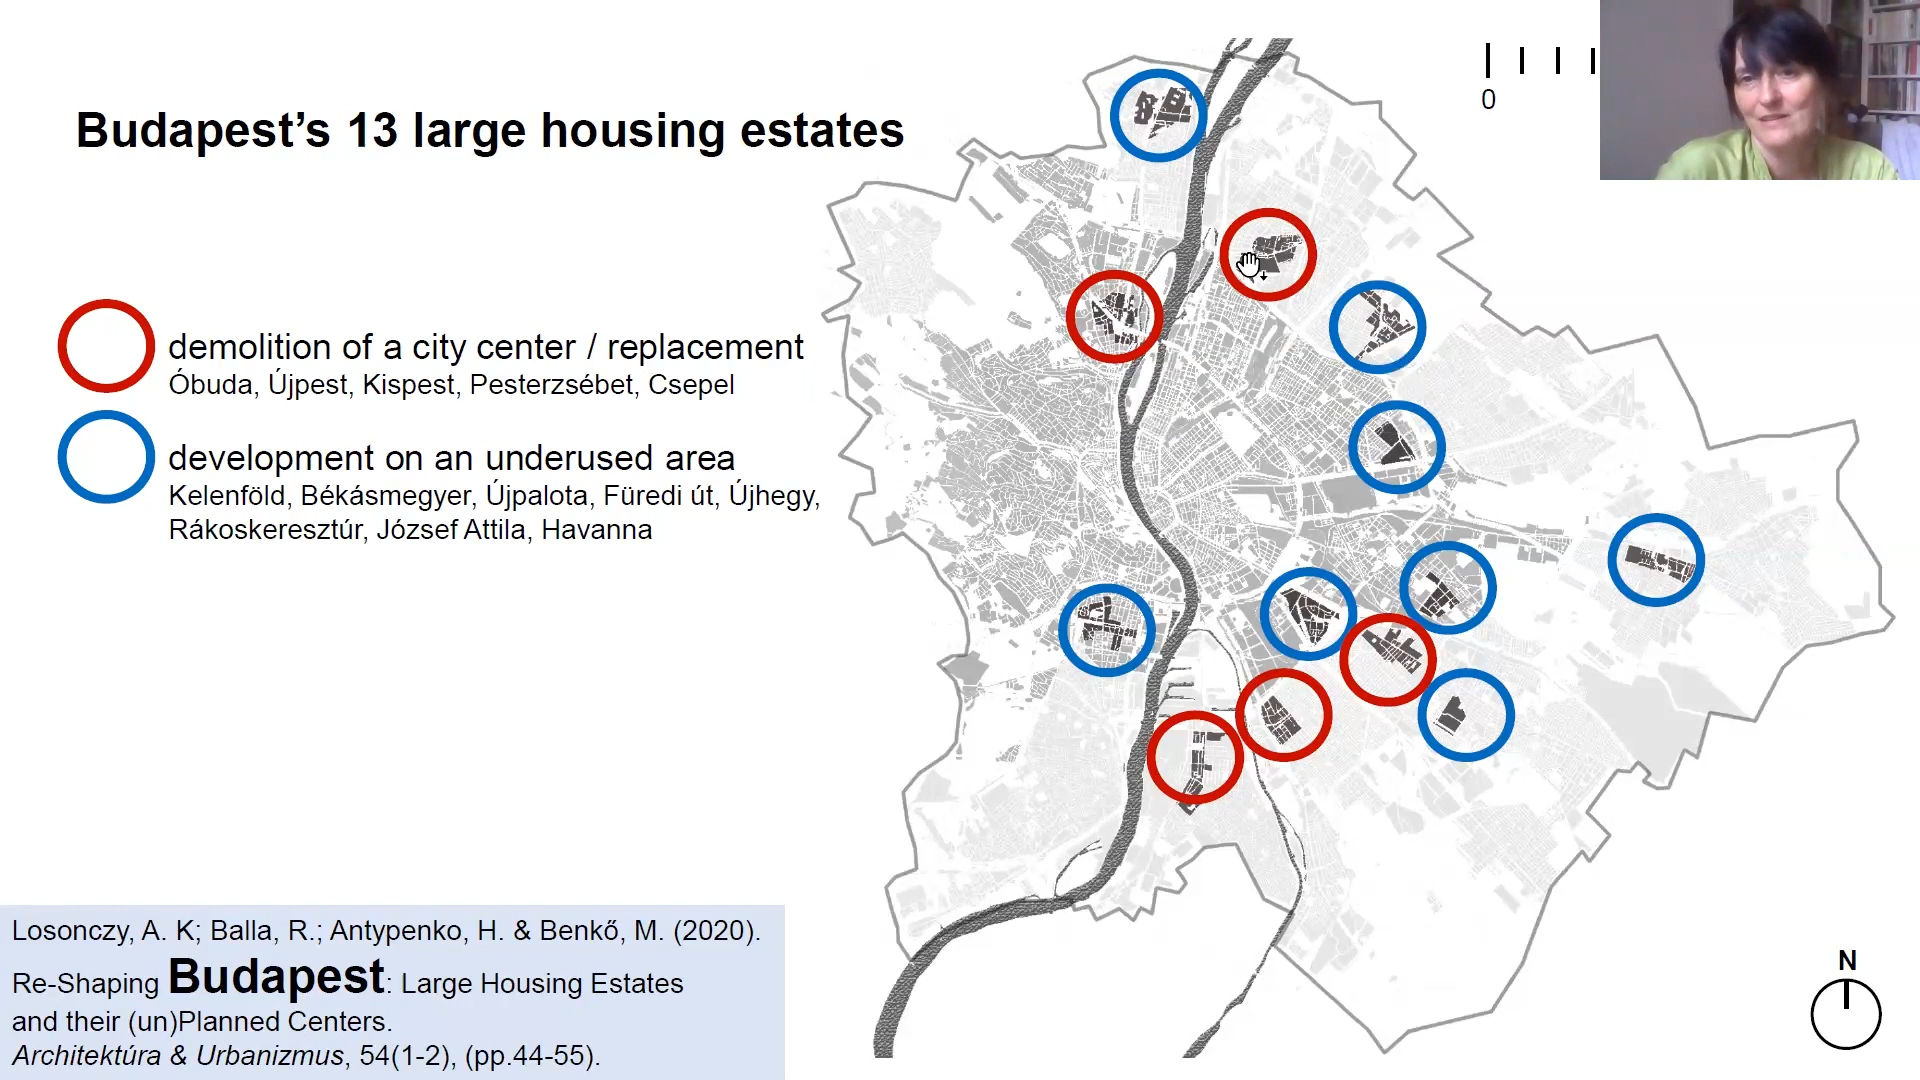 Budapest’s 13 large housing estates
demolition of a city center / replacement
Óbuda, Újpest, Kispest, Pesterzsébet, Csepel
development on an underused area
Kelenföld, Békásmegyer, Újpalota, Füredi út, Újhegy,
Rákoskeresztúr, József Attila, Havanna
0
N
Losonczy, A. K; Balla, R.; Antypenko, H. & Benkő, M. (2020).
Re-Shaping Budapest: Large Housing Estates
and their (un)Planned Centers.
Architektúra & Urbanizmus, 54(1-2), (pp.44-55).